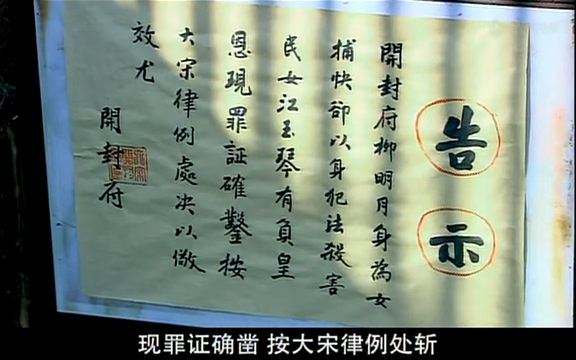 告示
開封府柳明月身為女
捕快卻以身犯法殺害
民女江玉琴有負皇
恩現罪証確鑿按
大宋律例處決以儆
效尤
開封府
现罪证确凿 按大宋律例处斩